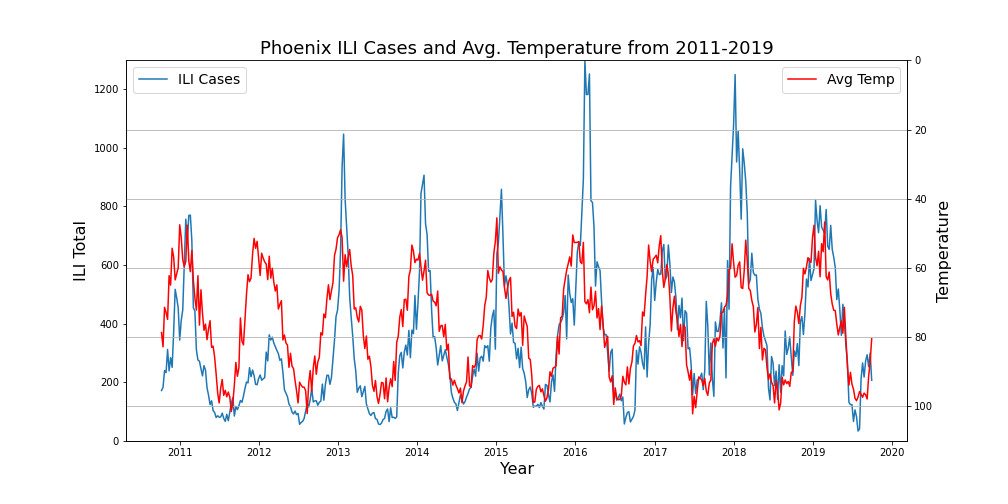 Phoenix ILI Cases and Avg. Temperature from 2011-2019
ILI Cases
Avg Temp
ILI Total
1200
1000
800
600
400
200
0
0
20
40
60
80
100
Temperature
2011 2012 2013 2014 2015 2016 2017 2018 2019 2020
Year